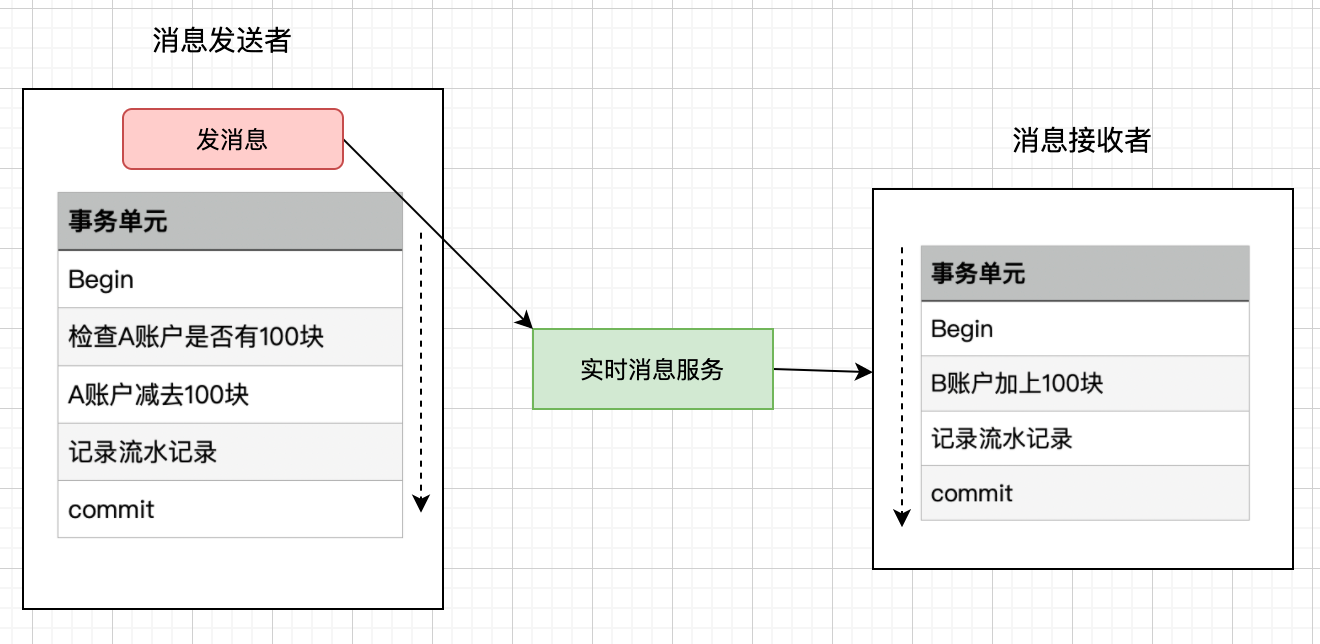 消息发送者
发消息
事务单元
Begin
检查A账户是否有100块
A账户减去100块
记录流水记录
commit
实时消息服务
消息接收者
事务单元
Begin
B账户加上100块
记录流水记录
commit